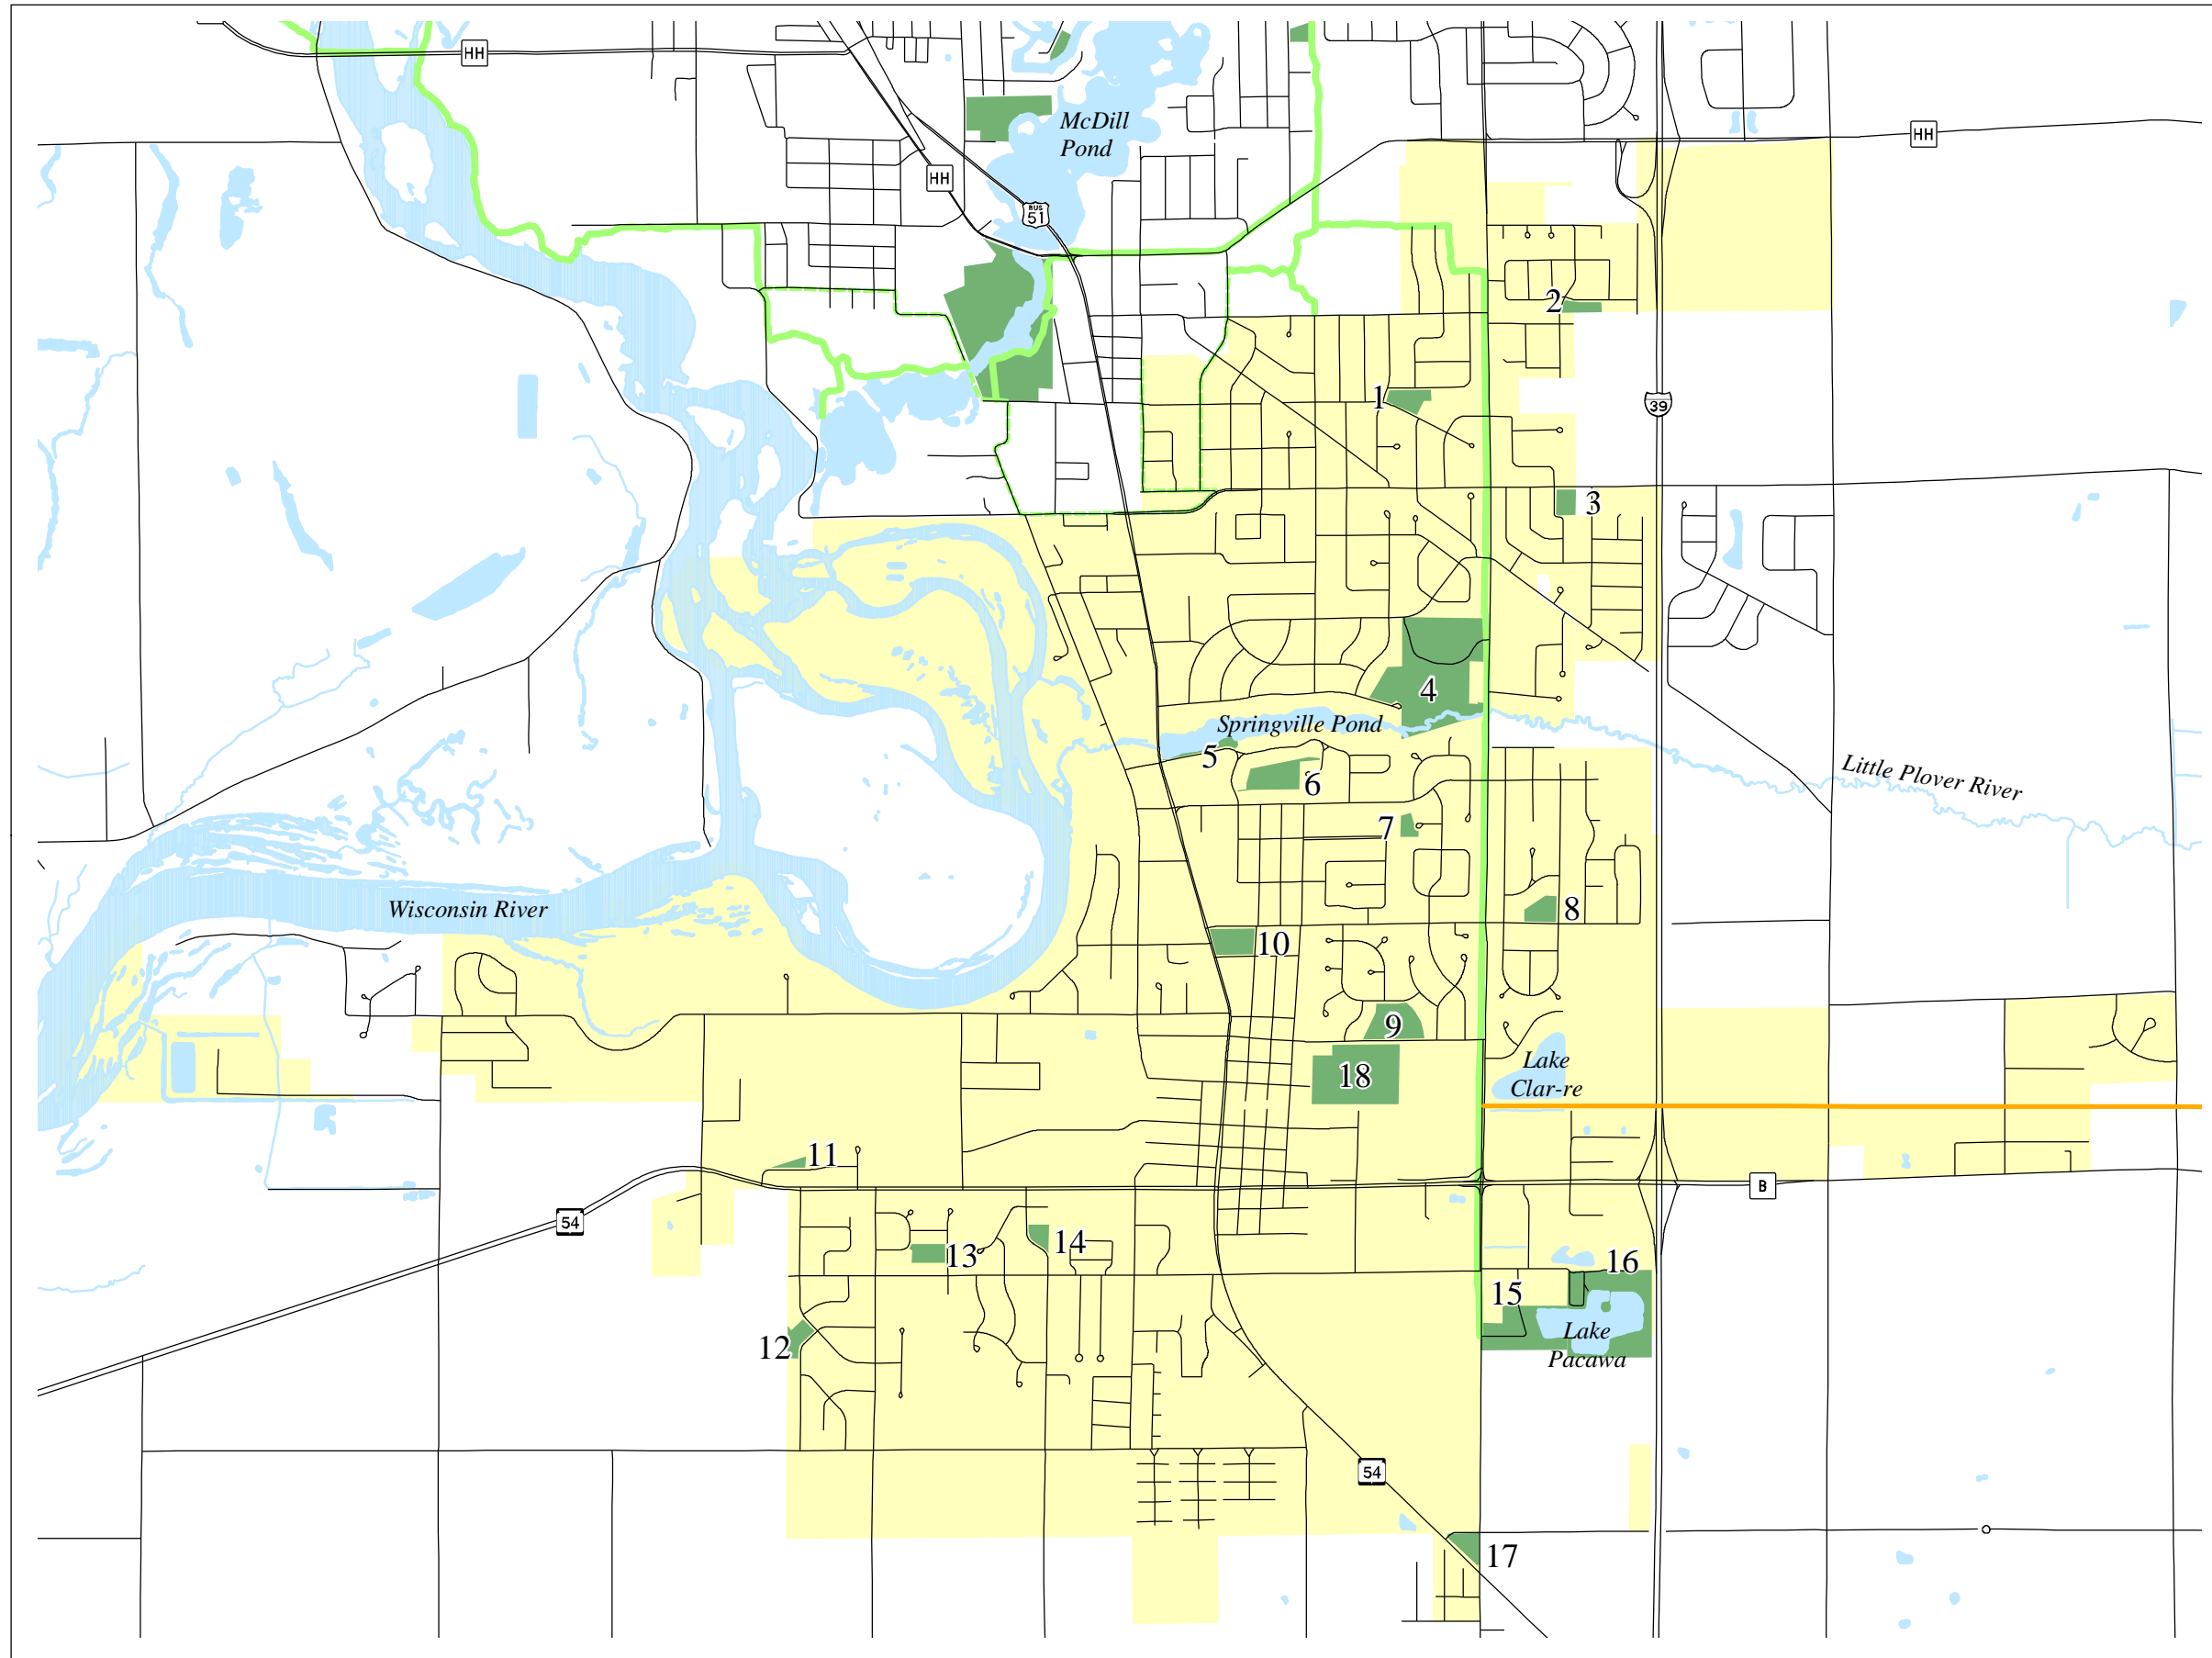 HH
McDill
Pond
HH
HH
BUS
51
2
1
39
3
4
Springville Pond
5
6
Little Plover River
7
8
Wisconsin River
10
9
Lake
Clar-re
18
11
B
54
14
13
16
15
12
Lake
Pacawa
54
17